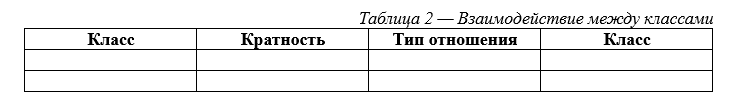 Таблица 2 — Взаимодействие между классами
Класс Кратность Тип отношения Класс